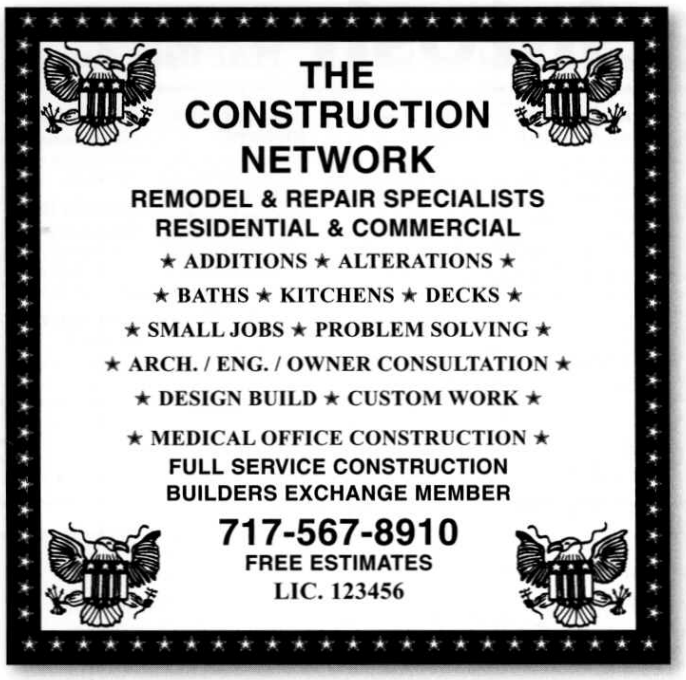 THE
CONSTRUCTION
NETWORK
REMODEL & REPAIR SPECIALISTS
RESIDENTIAL & COMMERCIAL
★ ADDITIONS ★ ALTERATIONS ★
★ BATHS ★ KITCHENS ★ DECKS ★
★ SMALL JOBS ★ PROBLEM SOLVING ★
★ ARCH. / ENG. / OWNER CONSULTATION ★
★ DESIGN BUILD ★ CUSTOM WORK ★
★ MEDICAL OFFICE CONSTRUCTION ★
FULL SERVICE CONSTRUCTION
BUILDERS EXCHANGE MEMBER
717-567-8910
FREE ESTIMATES
LIC. 123456